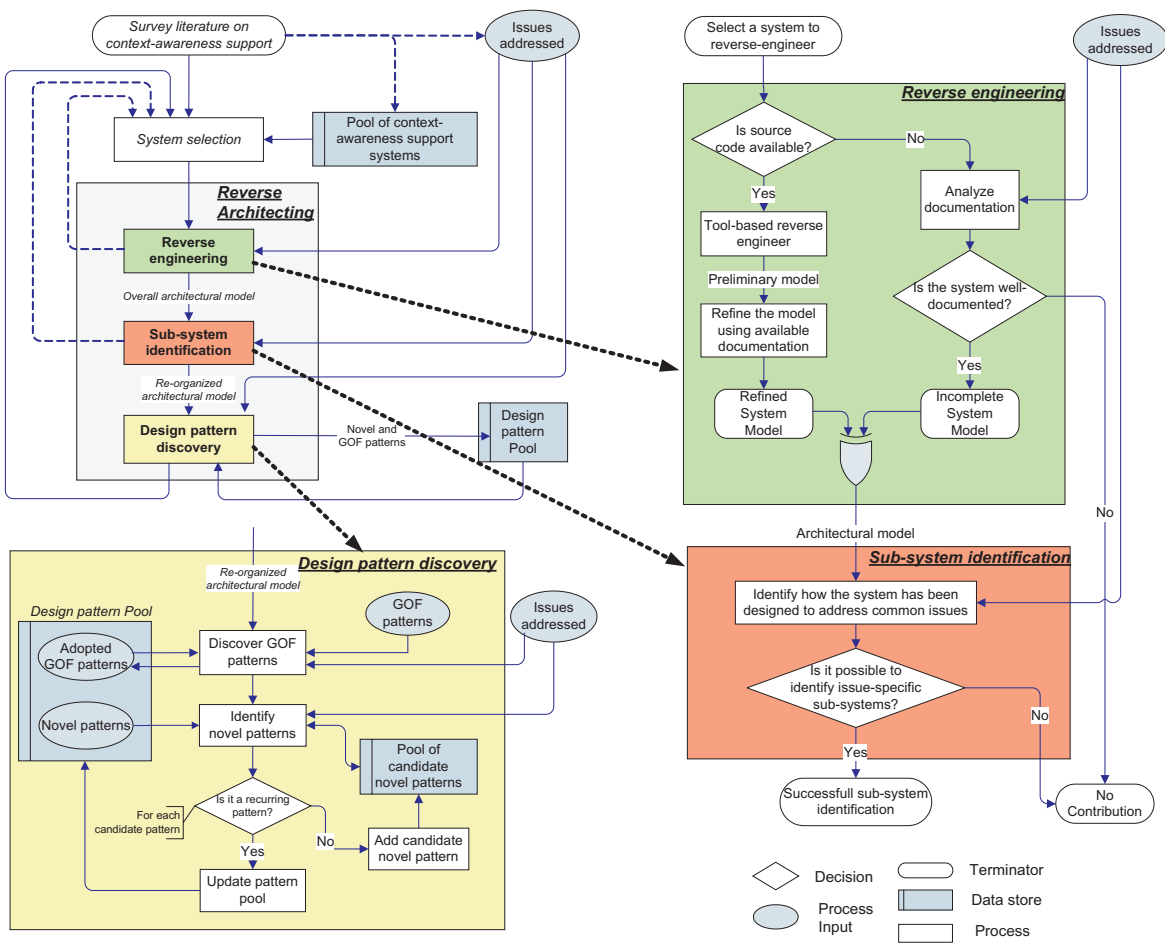 Survey literature on
context-awareness support
Issues
addressed
System selection
Pool of context-
awareness support
systems
Reverse
Architecting
Reverse
engineering
Overall architectural model
Sub-system
identification
Re-organized
architectural model
Design pattern
discovery
Novel and
GOF patterns
Design
pattern
Pool
Select a system to
reverse-engineer
Issues
addressed
Reverse engineering
Is source
code available?
No
Yes
Analyze
documentation
Tool-based reverse
engineer
Preliminary model
Is the system well-
documented?
Refine the model
using available
documentation
Yes
Refined
System
Model
Incomplete
System
Model
No
Architectural model
Sub-system identification
Identify how the system has been
designed to address common issues
Is it possible to
identify issue-specific
sub-systems?
No
Yes
Successfull sub-system
identification
No
Contribution
Design pattern discovery
Re-organized
architectural model
Design pattern Pool
GOF
patterns
Issues
addressed
Adopted
GOF patterns
Discover GOF
patterns
Novel patterns
Identify
novel patterns
Pool of
candidate
novel patterns
Is it a recurring
pattern?
For each
candidate pattern
No
Yes
Add candidate
novel pattern
Update pattern
pool
Decision
Terminator
Process
Input
Data store
Process